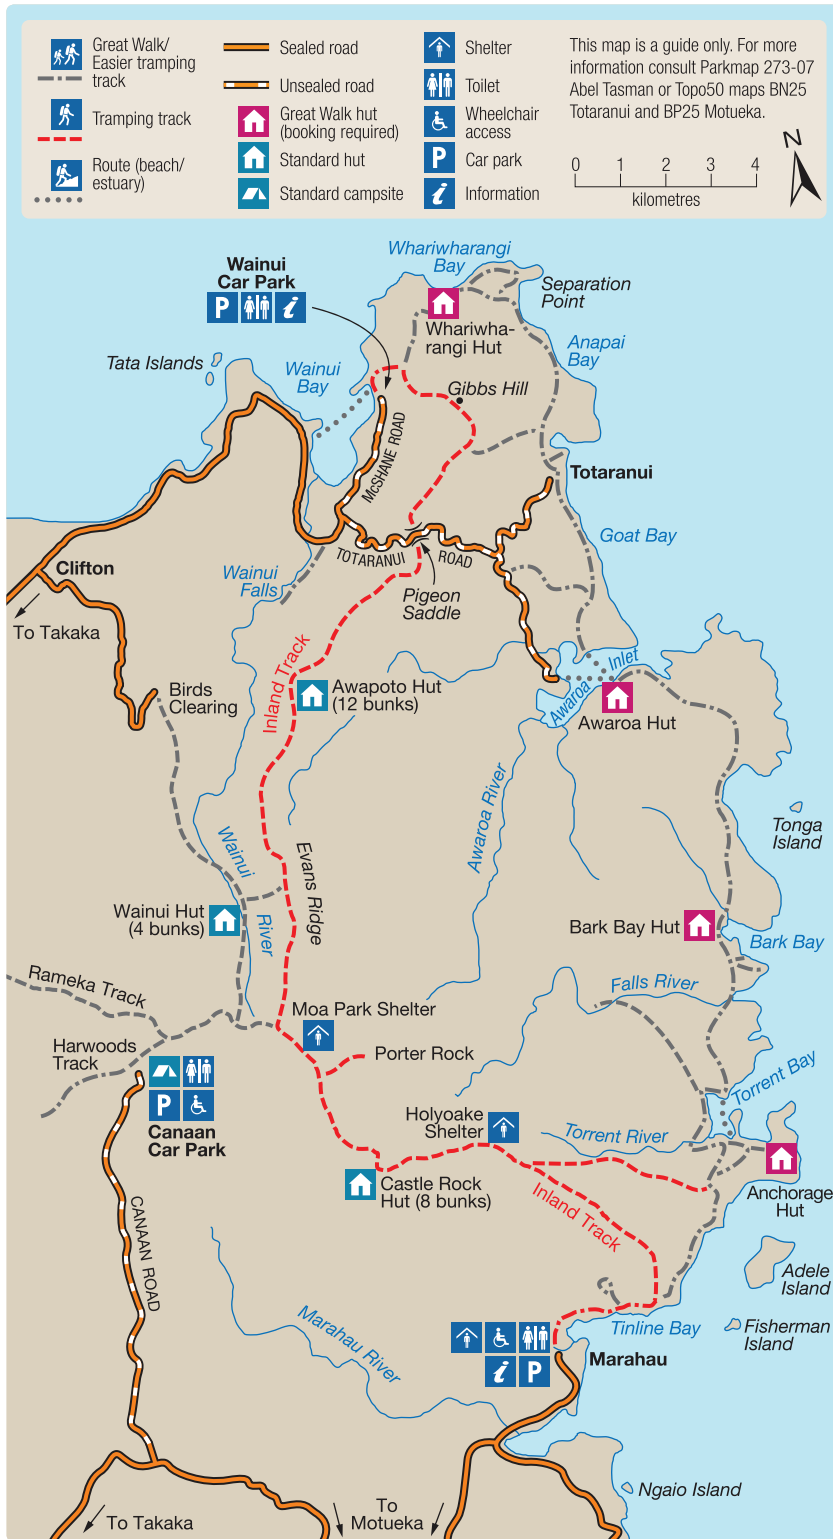 Great Walk/
Easier tramping
track
Tramping track
Route (beach/
estuary)
Sealed road
Unsealed road
Great Walk hut
(booking required)
Standard hut
Standard campsite
Shelter
Toilet
Wheelchair
access
P
Car park
i
Information
This map is a guide only. For more
information consult Parkmap 273-07
Abel Tasman or Topo50 maps BN25
Totaranui and BP25 Motueka.
N
0 1 2 3 4
kilometres
Whariwharangi
Bay
Wainui
Car Park
P
i
Separation
Point
Whariwha-
rangi Hut
Anapai
Bay
Tata Islands
Wainui
Bay
Gibbs Hill
McSHANE ROAD
Totaranui
Goat Bay
TOTARANUI ROAD
Clifton
Wainui
Falls
Pigeon
Saddle
To Takaka
Inland Track
Awaroa Inlet
Birds
Clearing
Awapoto Hut
(12 bunks)
Awaroa Hut
Awaroa River
Tonga
Island
Wainui
River
Evans Ridge
Wainui Hut
(4 bunks)
Bark Bay Hut
Bark Bay
Rameka Track
Falls River
Moa Park Shelter
Harwoods
Track
Porter Rock
Torrent Bay
P
Canaan
Car Park
Holyoake
Shelter
Torrent River
Castle Rock
Hut (8 bunks)
Inland Track
Anchorage
Hut
CANAAN ROAD
Adele
Island
Marahau River
Tinline Bay
Fisherman
Island
i
P
Marahau
Ngaio Island
To Takaka
To
Motueka